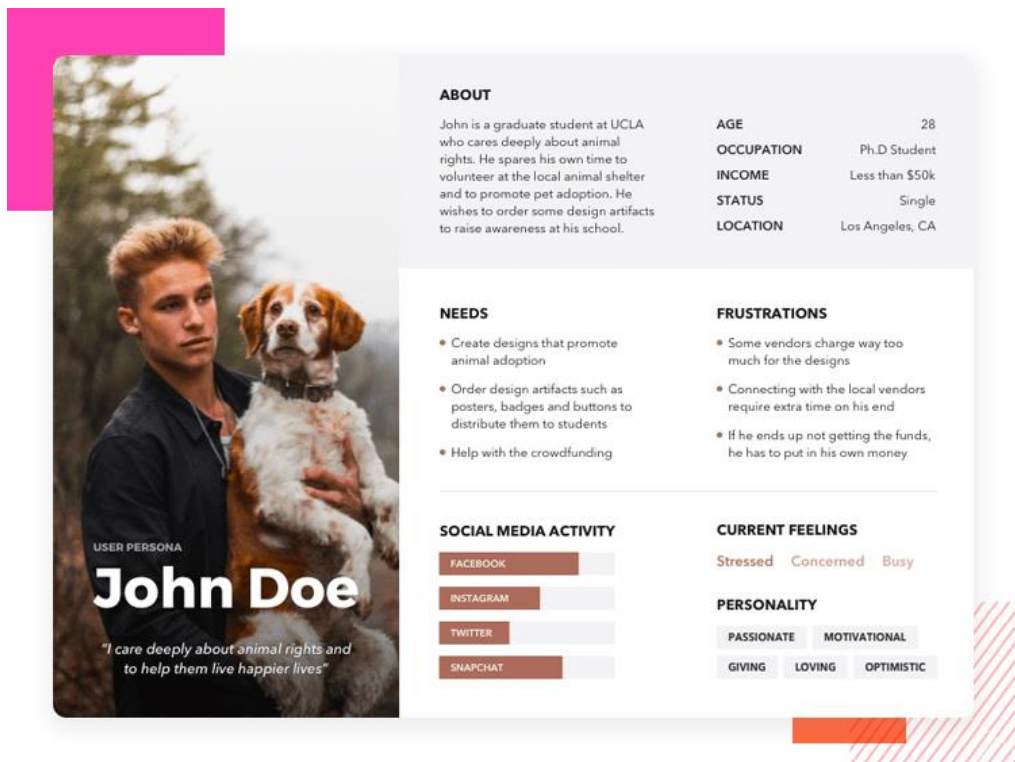 USER PERSONA
John Doe
"I care deeply about animal rights and
to help them live happier lives"
ABOUT
John is a graduate student at UCLA
who cares deeply about animal
rights. He spares his own time to
volunteer at the local animal shelter
and to promote pet adoption. He
wishes to order some design artifacts
to raise awareness at his school.
AGE 28
OCCUPATION Ph.D Student
INCOME Less than $50k
STATUS Single
LOCATION Los Angeles, CA
NEEDS
• Create designs that promote
animal adoption
• Order design artifacts such as
posters, badges and buttons to
distribute them to students
• Help with the crowdfunding
FRUSTRATIONS
• Some vendors charge way too
much for the designs
• Connecting with the local vendors
require extra time on his end
• If he ends up not getting the funds,
he has to put in his own money
SOCIAL MEDIA ACTIVITY
FACEBOOK
INSTAGRAM
TWITTER
SNAPCHAT
CURRENT FEELINGS
Stressed Concerned Busy
PERSONALITY
PASSIONATE MOTIVATIONAL
GIVING LOVING OPTIMISTIC